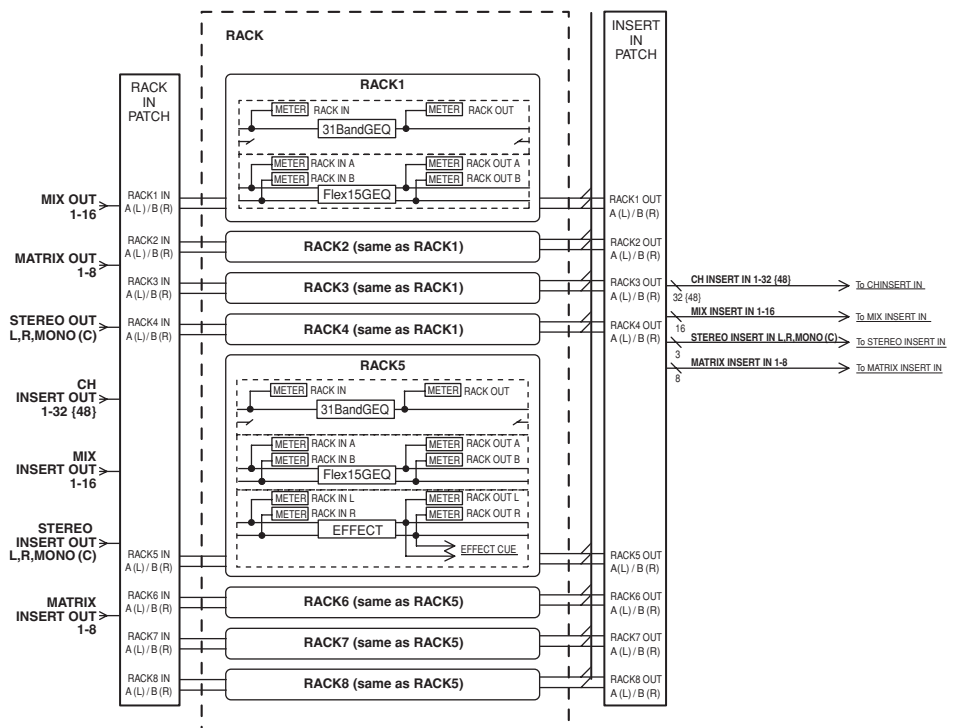 RACK
INSERT
IN
PATCH
RACK
IN
PATCH
MIX OUT
1-16
MATRIX OUT
1-8
STEREO OUT
L,R,MONO (C)
CH
INSERT OUT
1-32 {48}
MIX
INSERT OUT
1-16
STEREO
INSERT OUT
L,R,MONO (C)
MATRIX
INSERT OUT
1-8
RACK1 IN
A (L) / B (R)
RACK2 IN
A (L) / B (R)
RACK3 IN
A (L) / B (R)
RACK4 IN
A (L) / B (R)
RACK5 IN
A (L) / B (R)
RACK6 IN
A (L) / B (R)
RACK7 IN
A (L) / B (R)
RACK8 IN
A (L) / B (R)
RACK1
METER RACK IN METER RACK OUT
31BandGEQ
METER RACK IN A METER RACK OUT A
METER RACK IN B METER RACK OUT B
Flex15GEQ
RACK2 (same as RACK1)
RACK3 (same as RACK1)
RACK4 (same as RACK1)
RACK5
METER RACK IN METER RACK OUT
31BandGEQ
METER RACK IN A METER RACK OUT A
METER RACK IN B METER RACK OUT B
Flex15GEQ
METER RACK IN L METER RACK OUT L
METER RACK IN R METER RACK OUT R
EFFECT
EFFECT CUE
RACK6 (same as RACK5)
RACK7 (same as RACK5)
RACK8 (same as RACK5)
RACK1 OUT
A (L) / B (R)
RACK2 OUT
A (L) / B (R)
RACK3 OUT
A (L) / B (R)
RACK4 OUT
A (L) / B (R)
RACK5 OUT
A(L) / B (R)
RACK6 OUT
A (L) / B (R)
RACK7 OUT
A (L) / B (R)
RACK8 OUT
A (L) / B (R)
CH INSERT IN 1-32 {48}
32 {48}
To CHINSERT IN
MIX INSERT IN 1-16
16
To MIX INSERT IN
STEREO INSERT IN L,R,MONO (C)
3
To STEREO INSERT IN
MATRIX INSERT IN 1-8
8
To MATRIX INSERT IN